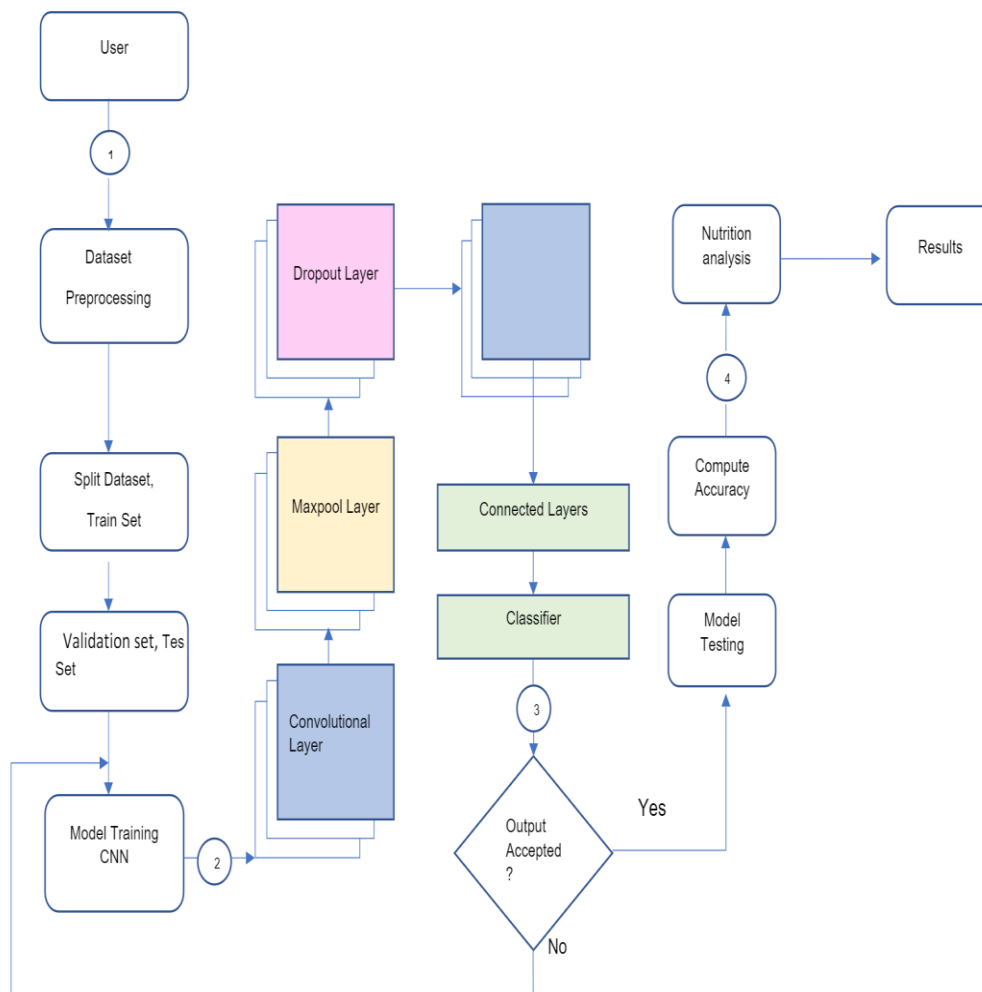 User
1
Dataset
Preprocessing
Split Dataset,
Train Set
Validation set, Tes
Set
Model Training
CNN
2
Convolutional
Layer
Maxpool Layer
Dropout Layer
Connected Layers
Classifier
3
Output
Accepted
?
Yes
No
Model
Testing
Compute
Accuracy
4
Nutrition
analysis
Results